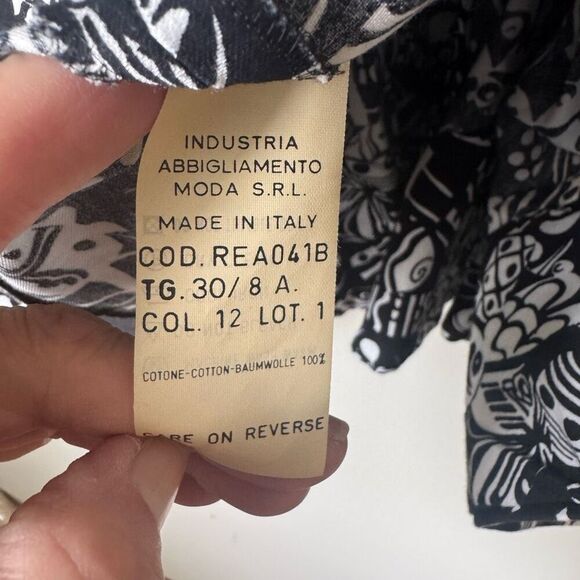 INDUSTRIA
ABBIGLIAMENTO
MODA S.R.L.
MADE IN ITALY
COD. REA041B
TG. 30/8 A.
COL. 12 LOT. 1
COTONE-COTTON-BAUMWOLLE 100%
ON REVERSE